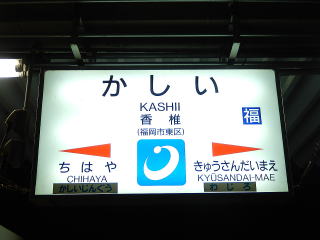 かしい
KASHII
香椎
(福岡市東区)
福
ちはや
CHIHAYA
かしいじんぐう
きゅうさんだいまえ
KYŪSANDAI-MAE
わじろ